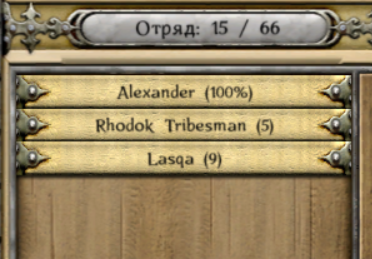 Отряд: 15 / 66
Alexander (100%)
Rhodok Tribesman (5)
Lasqa (9)